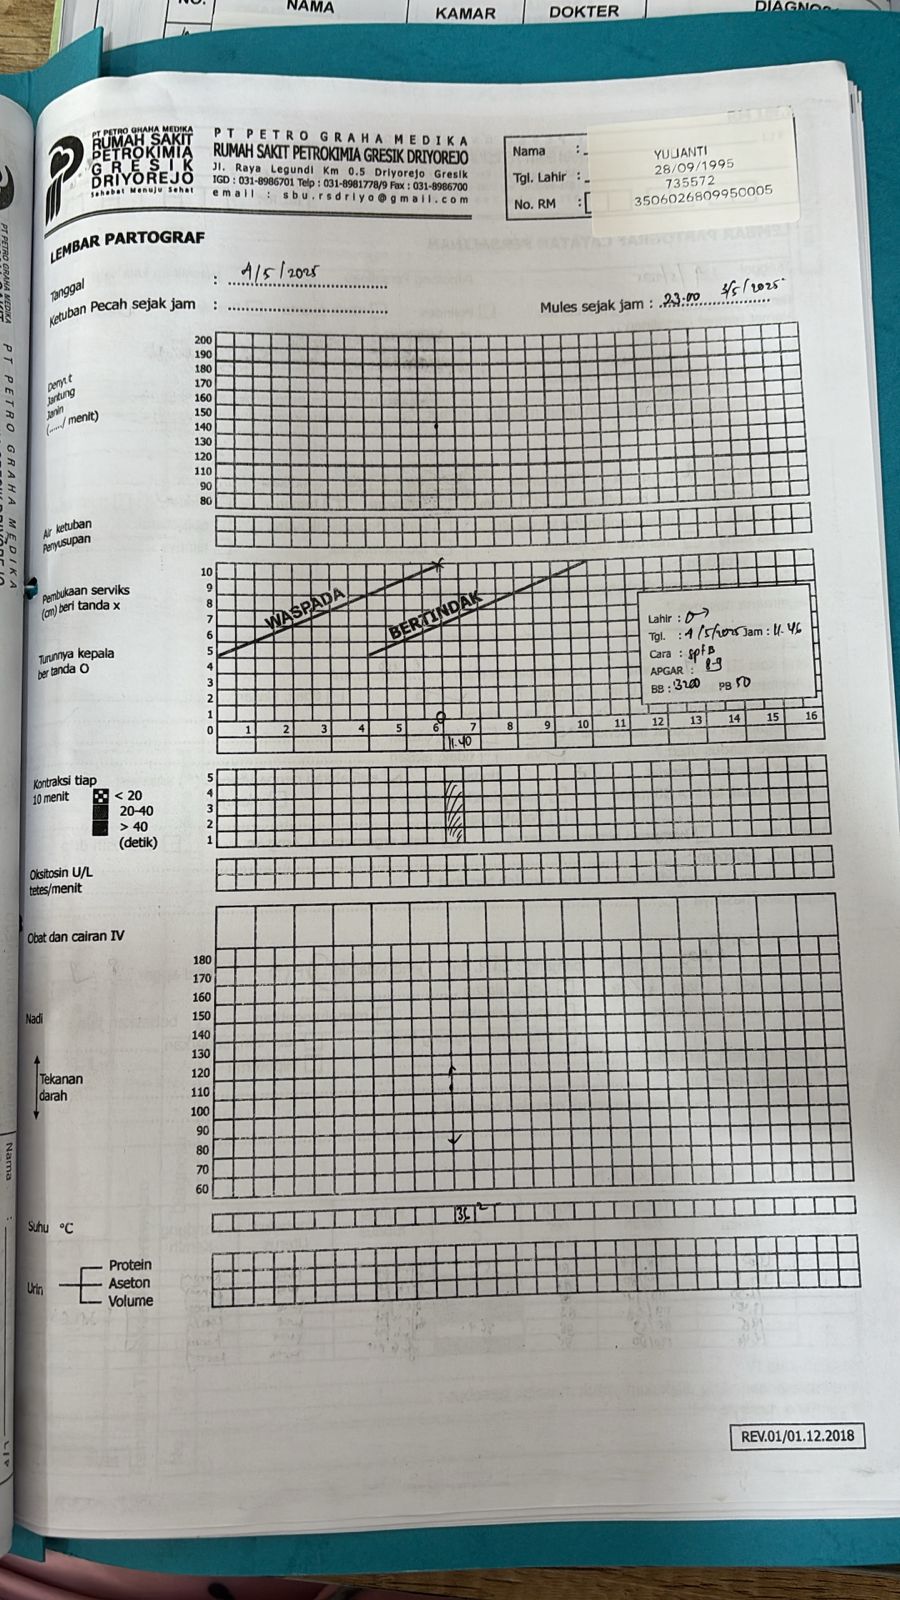 NO.
NAMA
KAMAR
DOKTER
PT PETRO GRAHA MEDIKA
RUMAH SAKIT
PETROKIMIA
GRESIK
DRIYOREJO
Sahabat Menuju Sehat
PT PETRO GRAHA MEDIKA
RUMAH SAKIT PETROKIMIA GRESIK DRIYOREJO
Jl. Raya Legundi Km 0.5 Driyorejo Gresik
IGD : 031-8986701 Telp : 031-8981778/9 Fax : 031-8986700
email : sbu.rsdriyo@gmail.com
Nama :
Tgl. Lahir :
No. RM :
YULIANTI
28/09/1995
735572
3506026809950005
LEMBAR PARTOGRAF
Tanggal : 4/5/2025
Ketuban Pecah sejak jam :
Mules sejak jam : 23.00 3/5/2025
Denyut
Jantung
Janin
(....../ menit)
200
190
180
170
160
150
140
130
120
110
90
80
Air ketuban
Penyusupan
Pembukaan serviks
(cm) beri tanda x
Turunnya kepala
ber tanda O
10
9
8
7
6
5
4
3
2
1
0
WASPADA
BERTINDAK
1 2 3 4 5 6 7 8 9 10 11 12 13 14 15 16
11.40
Lahir :
Tgl. : 4/5/2025 Jam : 11.46
Cara : spt B
APGAR : 8-9
BB : 3200 PB 50
Kontraksi tiap
10 menit
< 20
20-40
> 40
(detik)
5
4
3
2
1
Oksitosin U/L
tetes/menit
Obat dan cairan IV
Nadi
Tekanan
darah
180
170
160
150
140
130
120
110
100
90
80
70
60
Suhu °C
36²
Urin
Protein
Aseton
Volume
REV.01/01.12.2018
PT PETRO GRAHA MEDIKA
Nama :